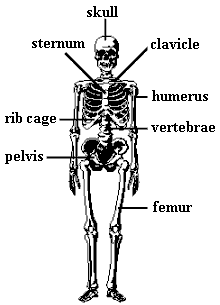 skull
sternum
clavicle
humerus
rib cage
vertebrae
pelvis
femur